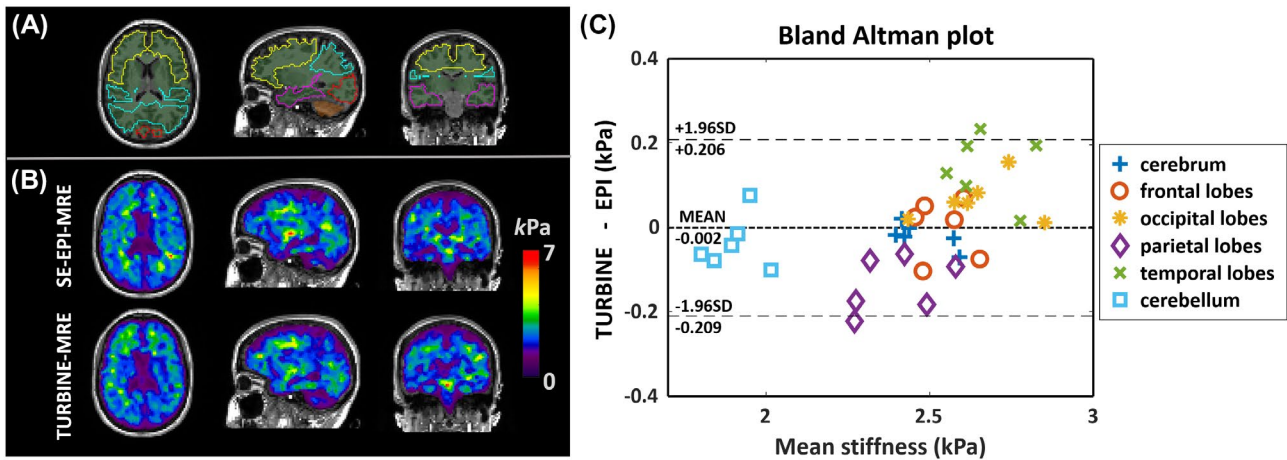 (A)
(B)
SE-EPI-MRE
TURBINE-MRE
kPa
7
0
(C)
Bland Altman plot
TURBINE - EPI (kPa)
0.4
0.2
0
-0.2
-0.4
+1.96SD
+0.206
MEAN
-0.002
-1.96SD
-0.209
2
2.5
3
Mean stiffness (kPa)
cerebrum
frontal lobes
occipital lobes
parietal lobes
temporal lobes
cerebellum